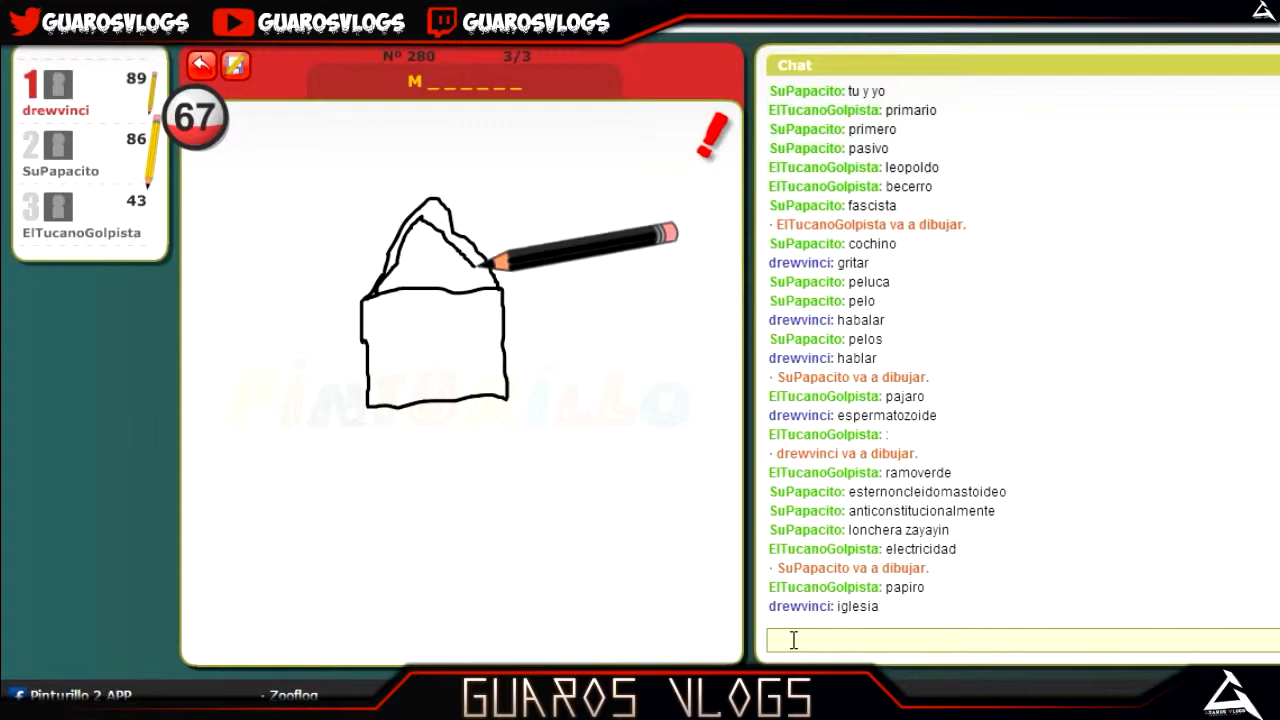 GUAROSVLOGS GUAROSVLOGS GUAROSVLOGS
Nº 280 3/3
M _ _ _ _ _ _
1 89
drewvinci
2 86
SuPapacito
3 43
ElTucanoGolpista
67
PINTURILLO
Chat
SuPapacito: tu y yo
ElTucanoGolpista: primario
SuPapacito: primero
SuPapacito: pasivo
ElTucanoGolpista: leopoldo
ElTucanoGolpista: becerro
SuPapacito: fascista
· ElTucanoGolpista va a dibujar.
SuPapacito: cochino
drewvinci: gritar
SuPapacito: peluca
SuPapacito: pelo
drewvinci: habalar
SuPapacito: pelos
drewvinci: hablar
· SuPapacito va a dibujar.
ElTucanoGolpista: pajaro
drewvinci: espermatozoide
ElTucanoGolpista: :
· drewvinci va a dibujar.
ElTucanoGolpista: ramoverde
SuPapacito: esternoncleidomastoideo
SuPapacito: anticonstitucionalmente
SuPapacito: lonchera zayayin
ElTucanoGolpista: electricidad
· SuPapacito va a dibujar.
ElTucanoGolpista: papiro
drewvinci: iglesia
Pinturillo 2 APP · Zooflog
GUAROS VLOGS
GUAROS VLOGS